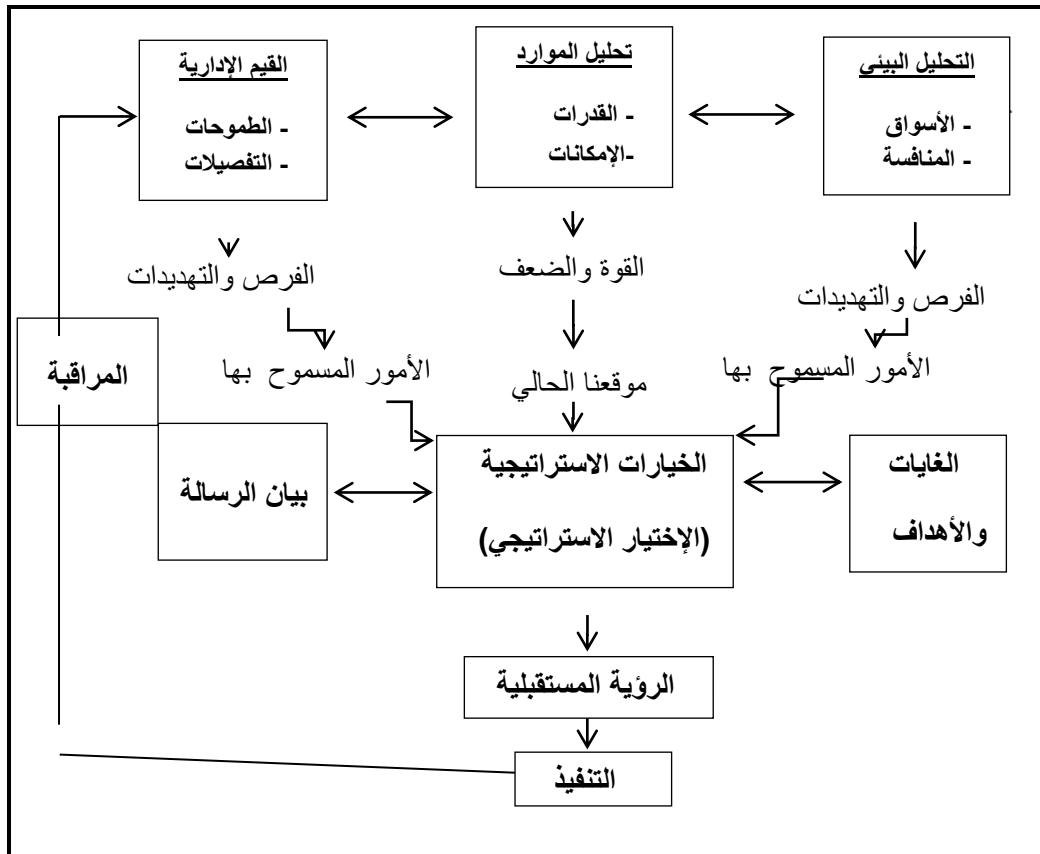 التحليل البيئي
- الأسواق
- المنافسة
تحليل الموارد
- القدرات
-الإمكانات
القيم الإدارية
- الطموحات
- التفصيلات
الفرص والتهديدات
القوة والضعف
الفرص والتهديدات
الأمور المسموح بها
موقعنا الحالي
الأمور المسموح بها
المراقبة
الغايات
والأهداف
الخيارات الاستراتيجية
(الإختيار الاستراتيجي)
بيان الرسالة
الرؤية المستقبلية
التنفيذ